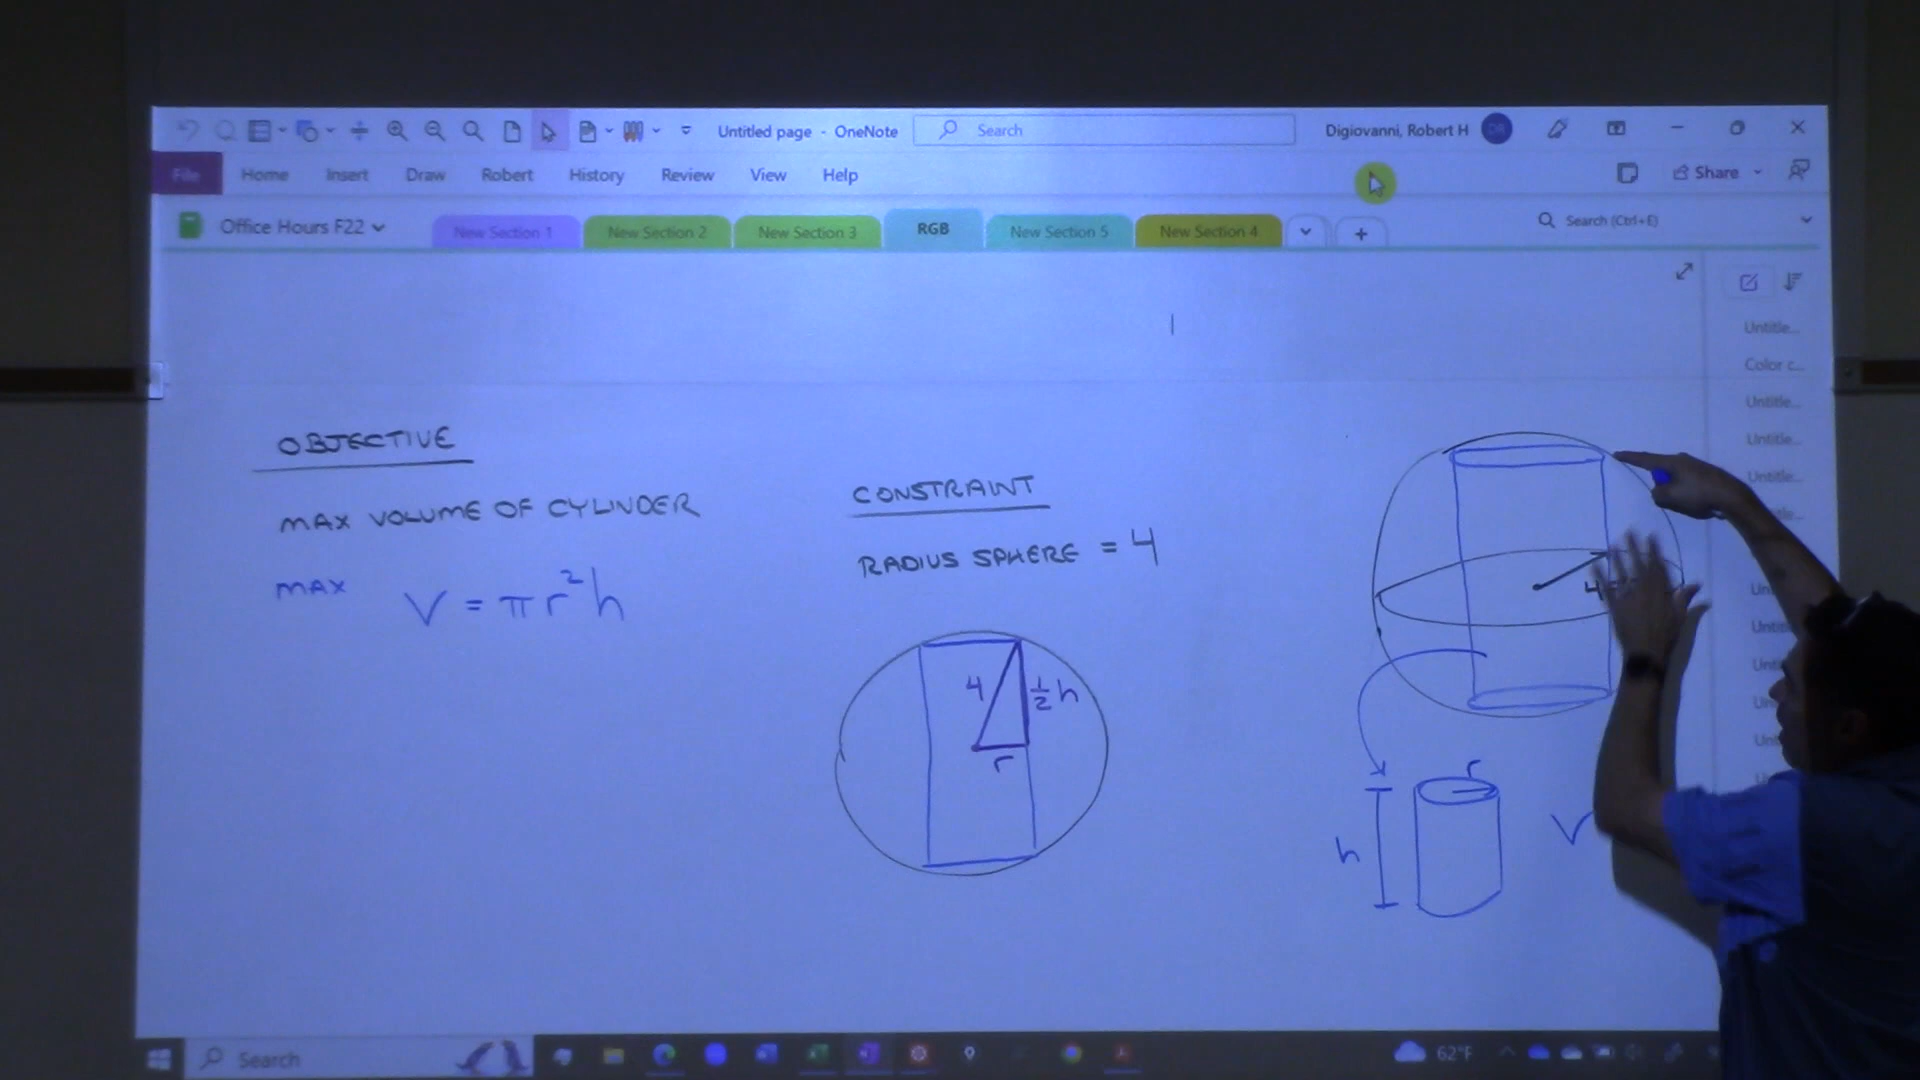 Untitled page - OneNote
Search
Digiovanni, Robert H
DR
File Home Insert Draw Robert History Review View Help
Share
Office Hours F22
New Section 1
New Section 2
New Section 3
RGB
New Section 5
New Section 4
Search (Ctrl+E)
Untitle...
Color c...
Untitle...
Untitle...
Untitle...
OBJECTIVE
MAX VOLUME OF CYLINDER
MAX V = πr²h
CONSTRAINT
RADIUS SPHERE = 4
4
½h
r
4
r
h
V
Search
62°F